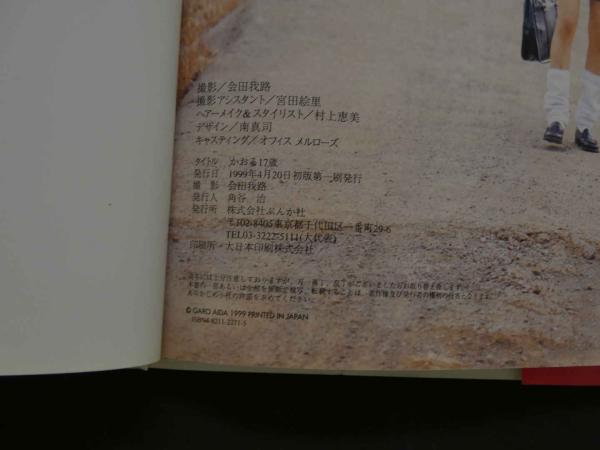 撮影／会田我路
撮影アシスタント／宮田絵里
ヘアーメイク&スタイリスト／村上恵美
デザイン／南真司
キャスティング／オフィス メルローズ
タイトル かおる17歳
発行日 1999年4月20日初版第一刷発行
撮 影 会田我路
発行人 角谷 治
発行所 株式会社ぶんか社
〒102-8405東京都千代田区一番町29-6
TEL03-3222-5111(大代表)
印刷所 大日本印刷株式会社
©GARO AIDA 1999 PRINTED IN JAPAN
ISBN4-8211-2271-5